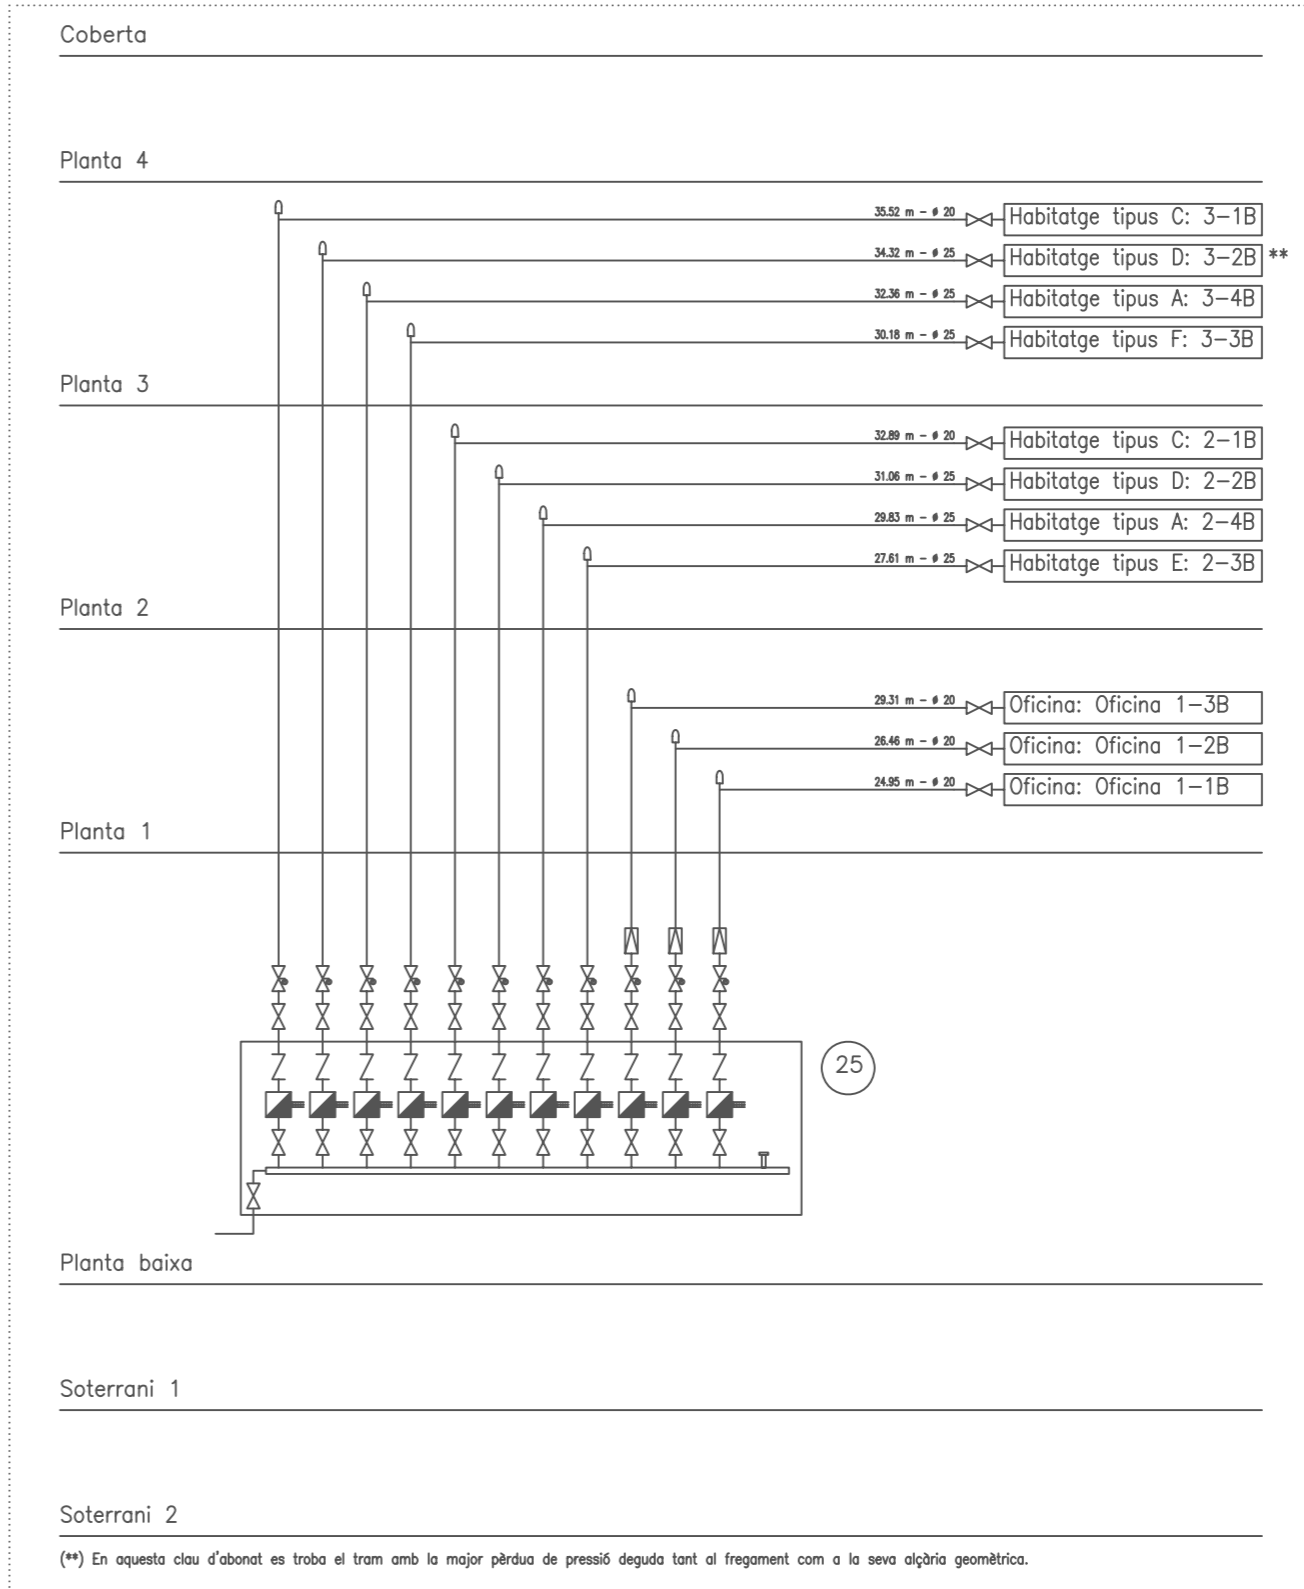 Coberta
Planta 4
35.52 m - ø 20 Habitatge tipus C: 3-1B
34.32 m - ø 25 Habitatge tipus D: 3-2B **
32.36 m - ø 25 Habitatge tipus A: 3-4B
30.18 m - ø 25 Habitatge tipus F: 3-3B
Planta 3
32.89 m - ø 20 Habitatge tipus C: 2-1B
31.06 m - ø 25 Habitatge tipus D: 2-2B
29.83 m - ø 25 Habitatge tipus A: 2-4B
27.61 m - ø 25 Habitatge tipus E: 2-3B
Planta 2
29.31 m - ø 20 Oficina: Oficina 1-3B
26.46 m - ø 20 Oficina: Oficina 1-2B
24.95 m - ø 20 Oficina: Oficina 1-1B
Planta 1
25
Planta baixa
Soterrani 1
Soterrani 2
(**) En aquesta clau d'abonat es troba el tram amb la major pèrdua de pressió deguda tant al fregament com a la seva alçària geomètrica.